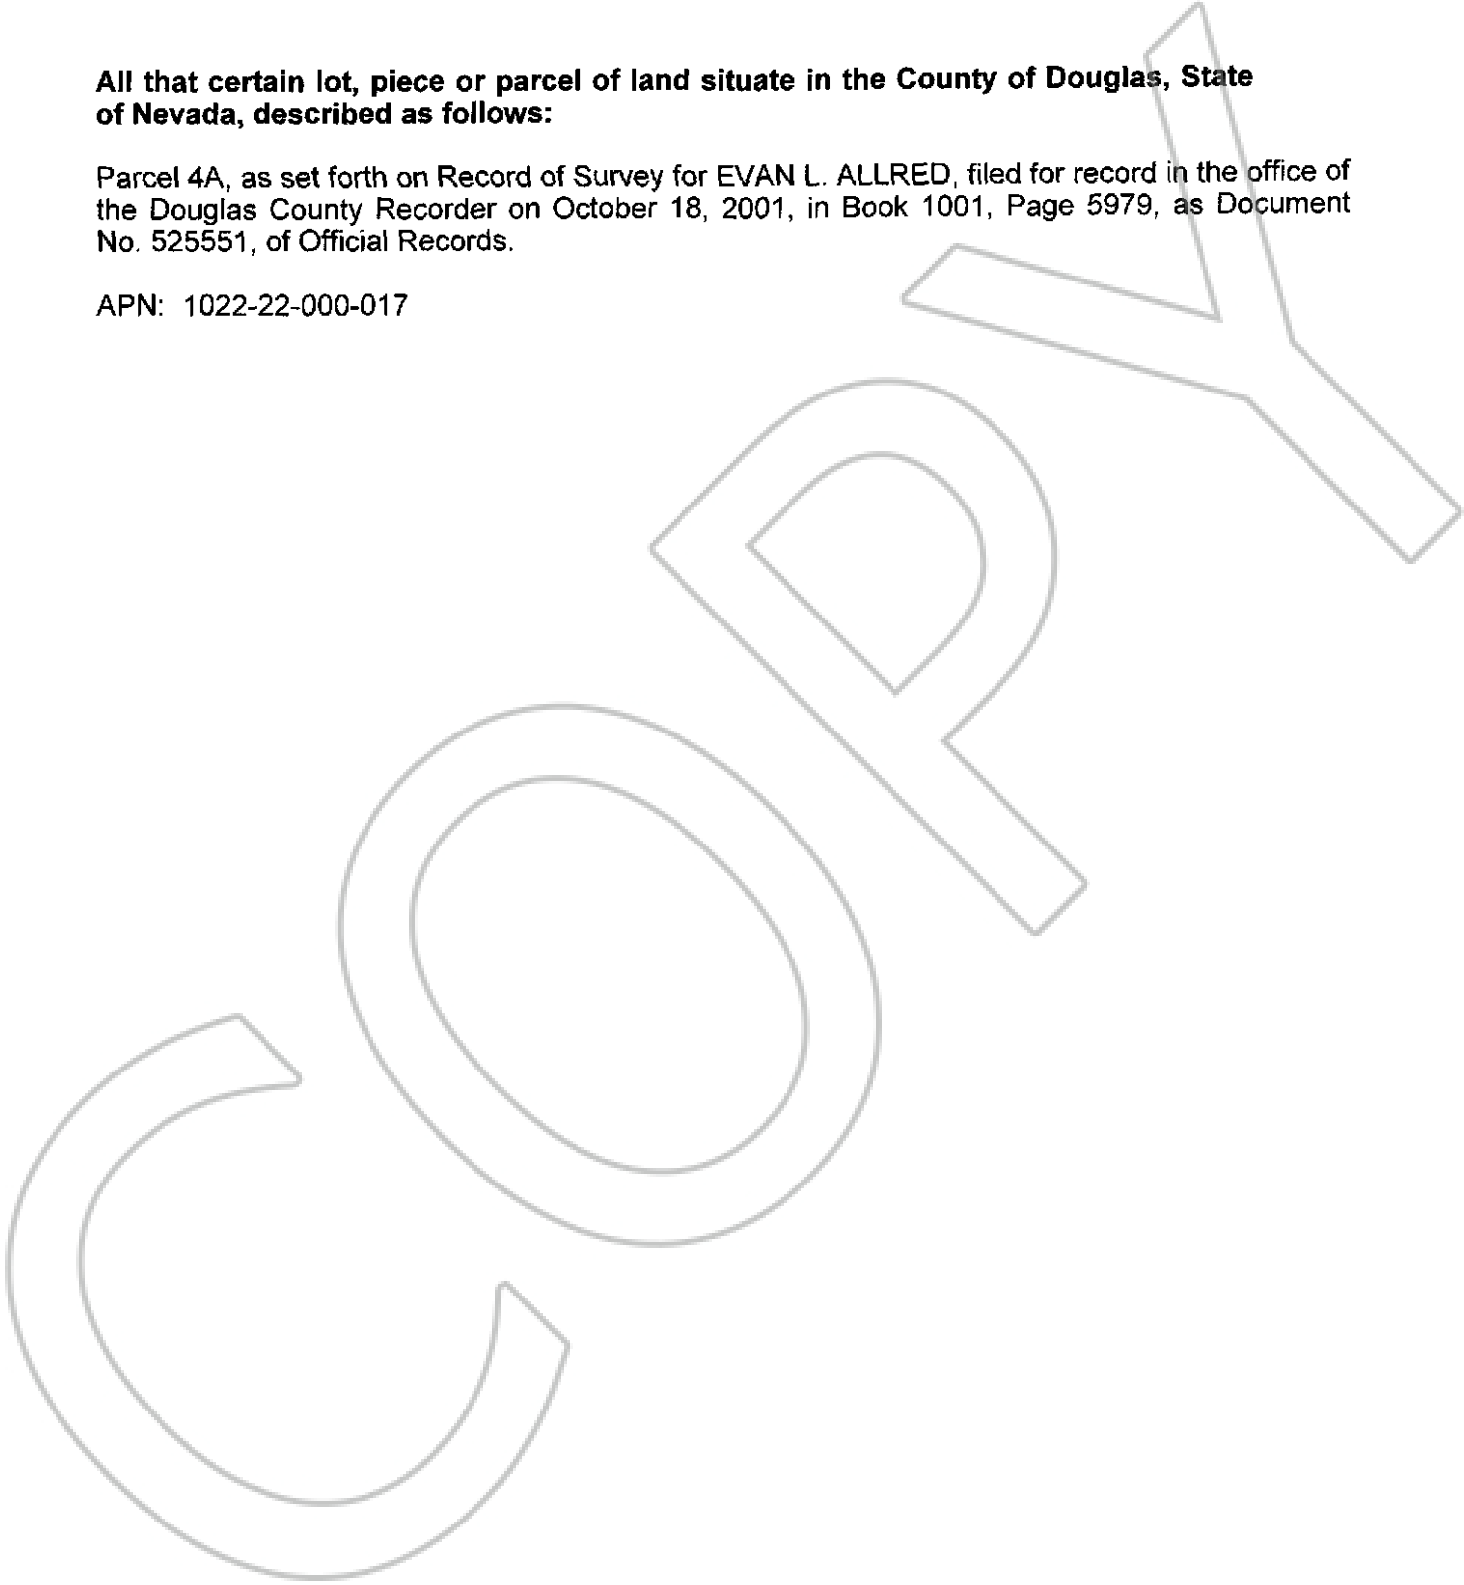 All that certain lot, piece or parcel of land situate in the County of Douglas, State
of Nevada, described as follows:
Parcel 4A, as set forth on Record of Survey for EVAN L. ALLRED, filed for record in the office of
the Douglas County Recorder on October 18, 2001, in Book 1001, Page 5979, as Document
No. 525551, of Official Records.
APN: 1022-22-000-017
COPY